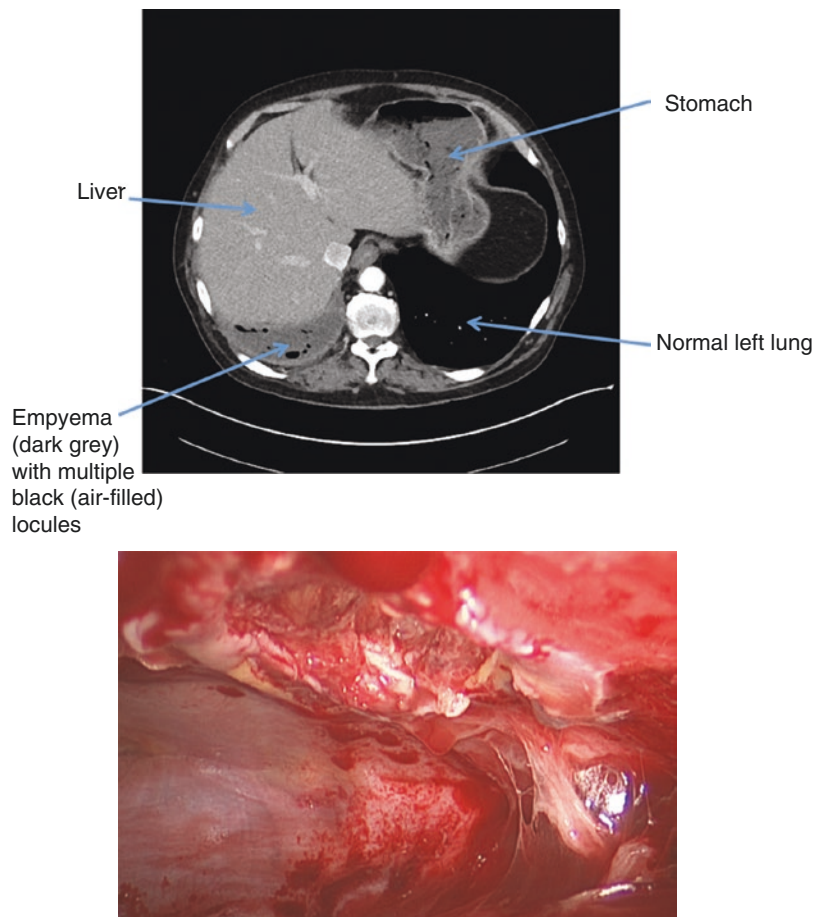 Stomach
Liver
Normal left lung
Empyema
(dark grey)
with multiple
black (air-filled)
locules